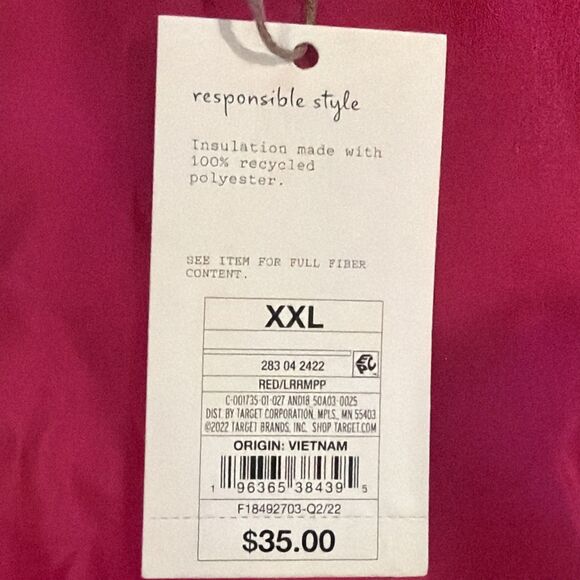 responsible style
Insulation made with
100% recycled
polyester.
SEE ITEM FOR FULL FIBER
CONTENT.
XXL
283 04 2422
RED/LRRMPP
C-001735-01-027 AND18 50A03-0025
DIST. BY TARGET CORPORATION, MPLS., MN 55403
©2022 TARGET BRANDS, INC. SHOP TARGET.COM
ORIGIN: VIETNAM
1 96365 38439 5
F18492703-Q2/22
$35.00